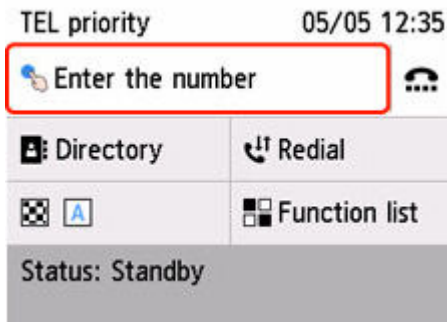 TEL priority 05/05 12:35
Enter the number
Directory Redial
A Function list
Status: Standby